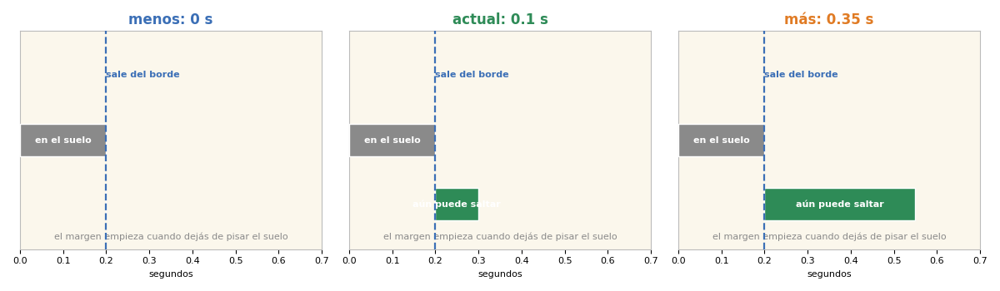 menos: 0 s
sale del borde
en el suelo
el margen empieza cuando dejás de pisar el suelo
0.0 0.1 0.2 0.3 0.4 0.5 0.6 0.7
segundos
actual: 0.1 s
sale del borde
en el suelo
aún puede saltar
el margen empieza cuando dejás de pisar el suelo
0.0 0.1 0.2 0.3 0.4 0.5 0.6 0.7
segundos
más: 0.35 s
sale del borde
en el suelo
aún puede saltar
el margen empieza cuando dejás de pisar el suelo
0.0 0.1 0.2 0.3 0.4 0.5 0.6 0.7
segundos